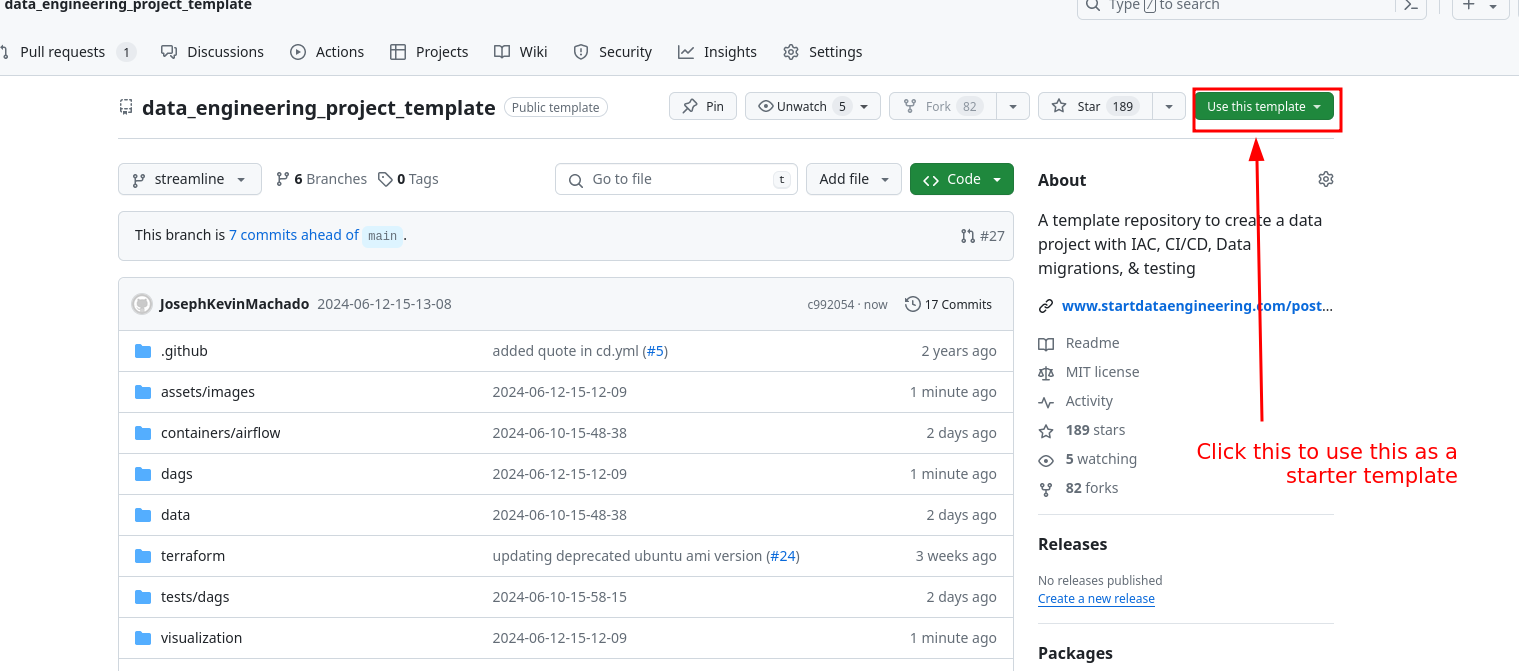 data_engineering_project_template
Type / to search
Pull requests 1 Discussions Actions Projects Wiki Security Insights Settings
data_engineering_project_template Public template
Pin Unwatch 5 Fork 82 Star 189 Use this template
streamline 6 Branches 0 Tags Go to file t Add file Code
This branch is 7 commits ahead of main .
#27
JosephKevinMachado 2024-06-12-15-13-08 c992054 · now 17 Commits
.github added quote in cd.yml (#5) 2 years ago
assets/images 2024-06-12-15-12-09 1 minute ago
containers/airflow 2024-06-10-15-48-38 2 days ago
dags 2024-06-12-15-12-09 1 minute ago
data 2024-06-10-15-48-38 2 days ago
terraform updating deprecated ubuntu ami version (#24) 3 weeks ago
tests/dags 2024-06-10-15-58-15 2 days ago
visualization 2024-06-12-15-12-09 1 minute ago
About
A template repository to create a data
project with IAC, CI/CD, Data
migrations, & testing
www.startdataengineering.com/post...
Readme
MIT license
Activity
189 stars
5 watching
82 forks
Click this to use this as a
starter template
Releases
No releases published
Create a new release
Packages